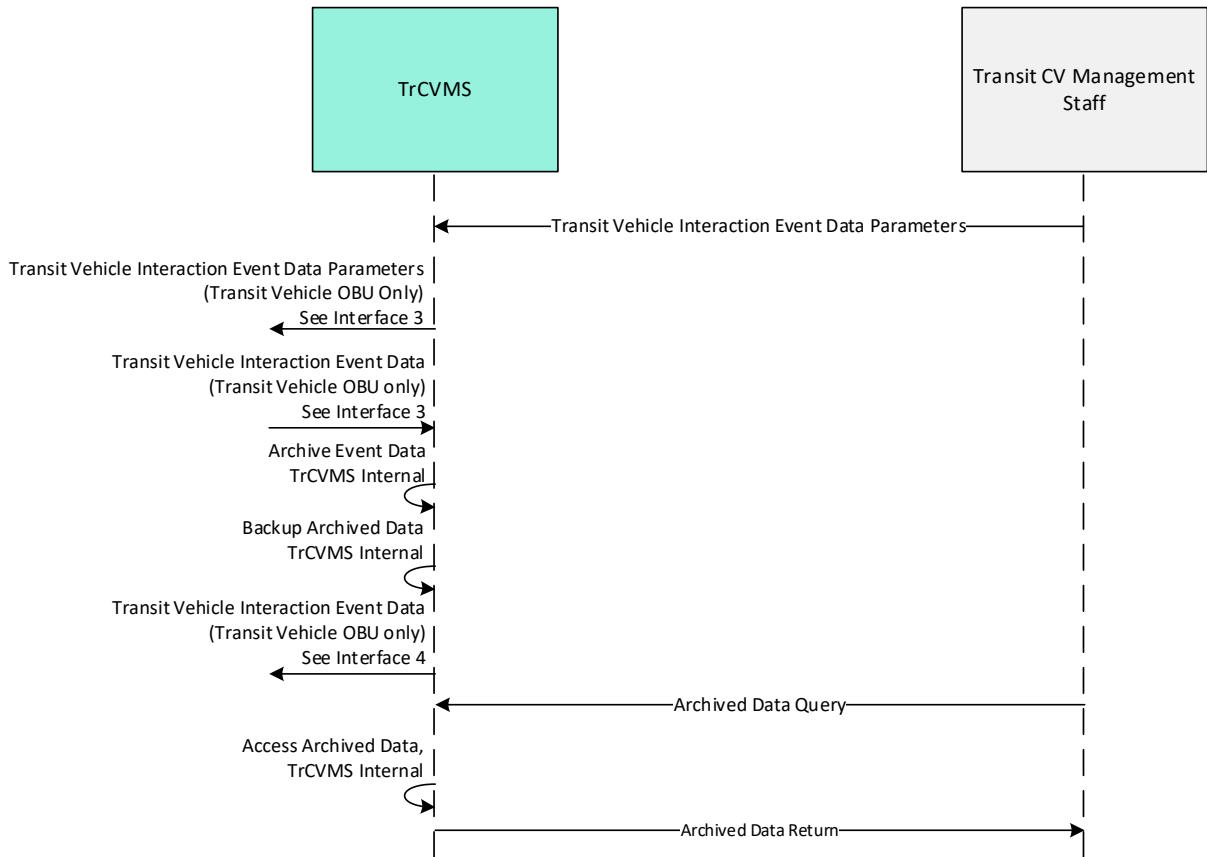 TrCVMS
Transit CV Management
Staff
Transit Vehicle Interaction Event Data Parameters
Transit Vehicle Interaction Event Data Parameters
(Transit Vehicle OBU Only)
See Interface 3
Transit Vehicle Interaction Event Data
(Transit Vehicle OBU only)
See Interface 3
Archive Event Data
TrCVMS Internal
Backup Archived Data
TrCVMS Internal
Transit Vehicle Interaction Event Data
(Transit Vehicle OBU only)
See Interface 4
Archived Data Query
Access Archived Data,
TrCVMS Internal
Archived Data Return